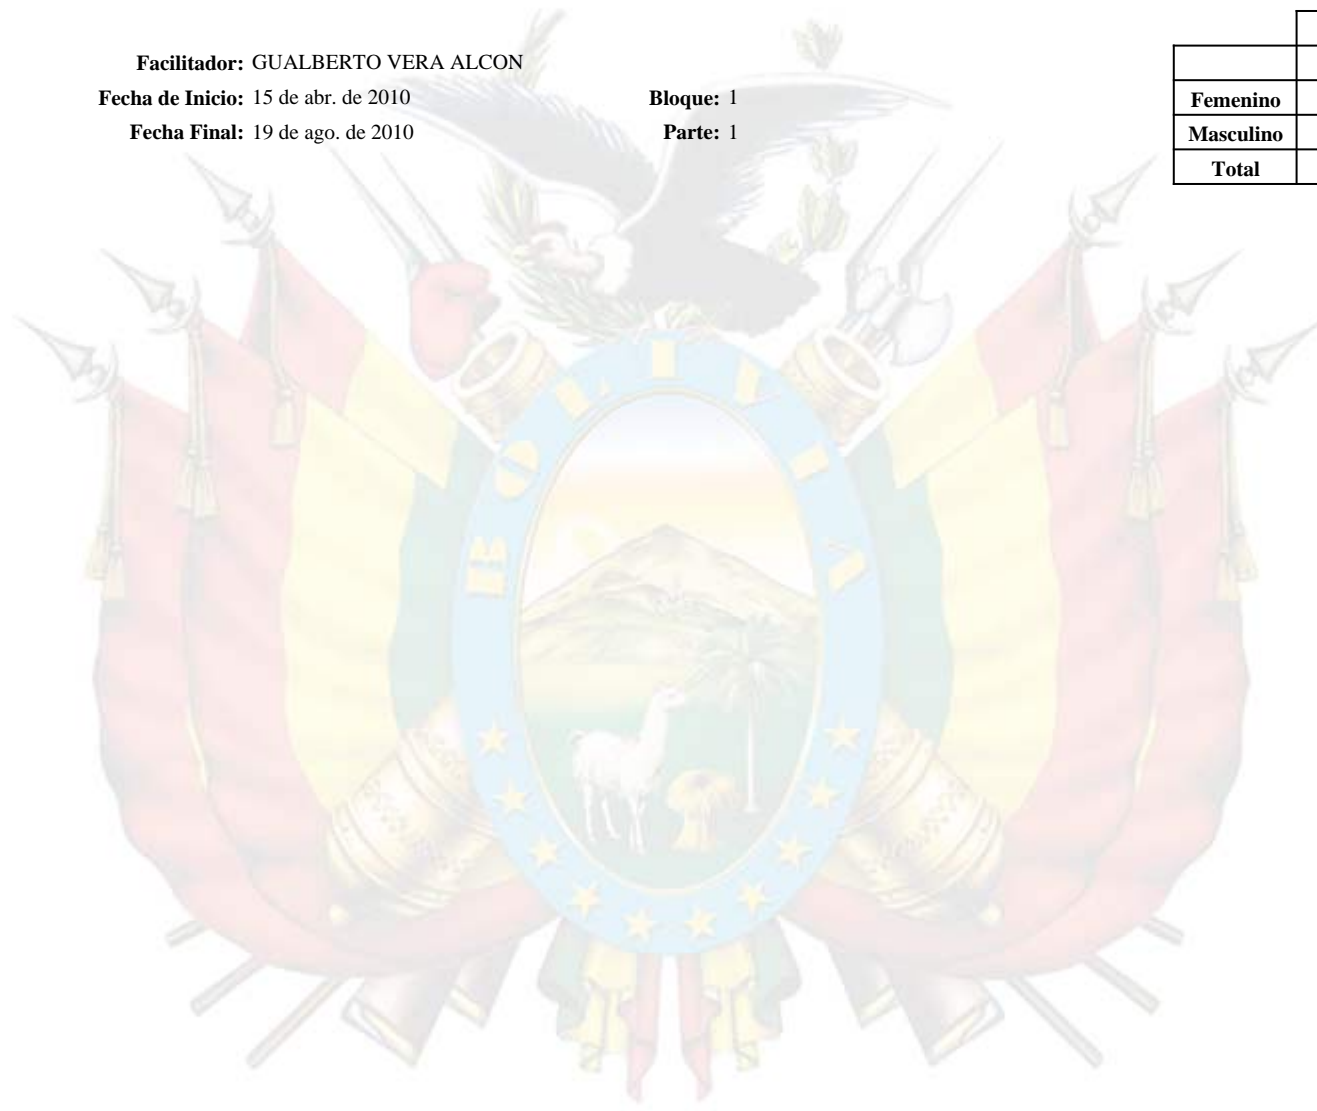 Facilitador: GUALBERTO VERA ALCON
Fecha de Inicio: 15 de abr. de 2010 Bloque: 1
Fecha Final: 19 de ago. de 2010 Parte: 1
Femenino
Masculino
Total
BOLIVIA